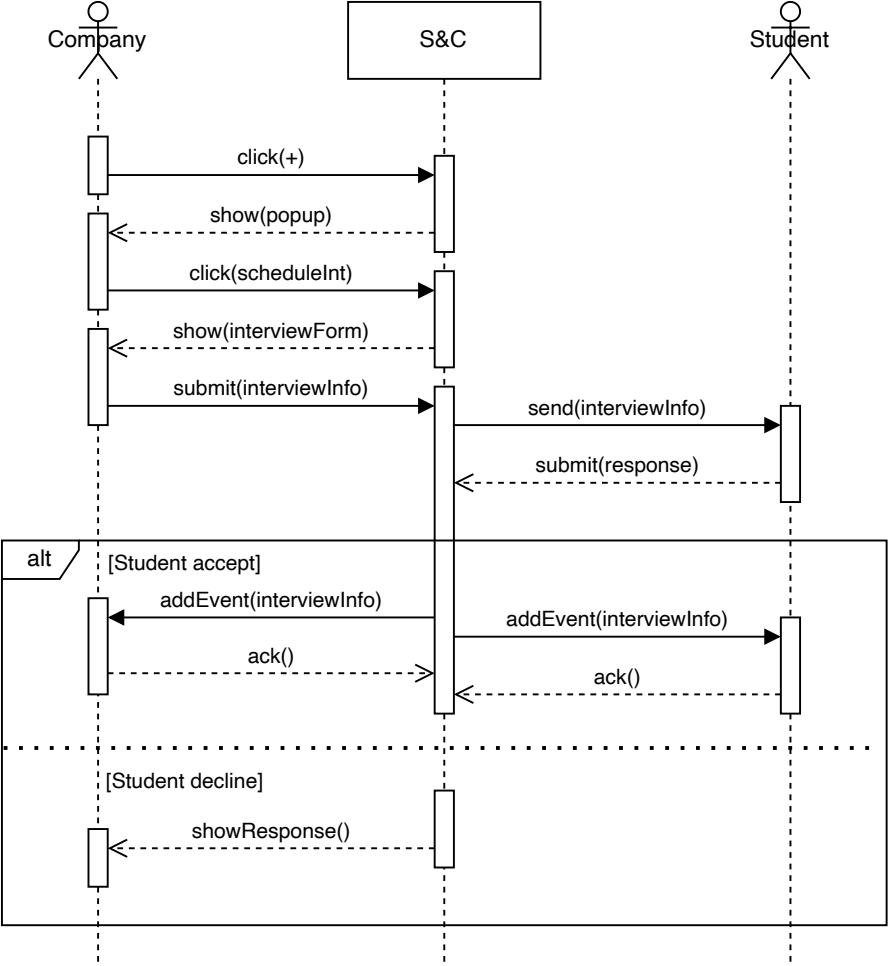 Company
S&C
Student
click(+)
show(popup)
click(scheduleInt)
show(interviewForm)
submit(interviewInfo)
send(interviewInfo)
submit(response)
alt
[Student accept]
addEvent(interviewInfo)
addEvent(interviewInfo)
ack()
ack()
[Student decline]
showResponse()